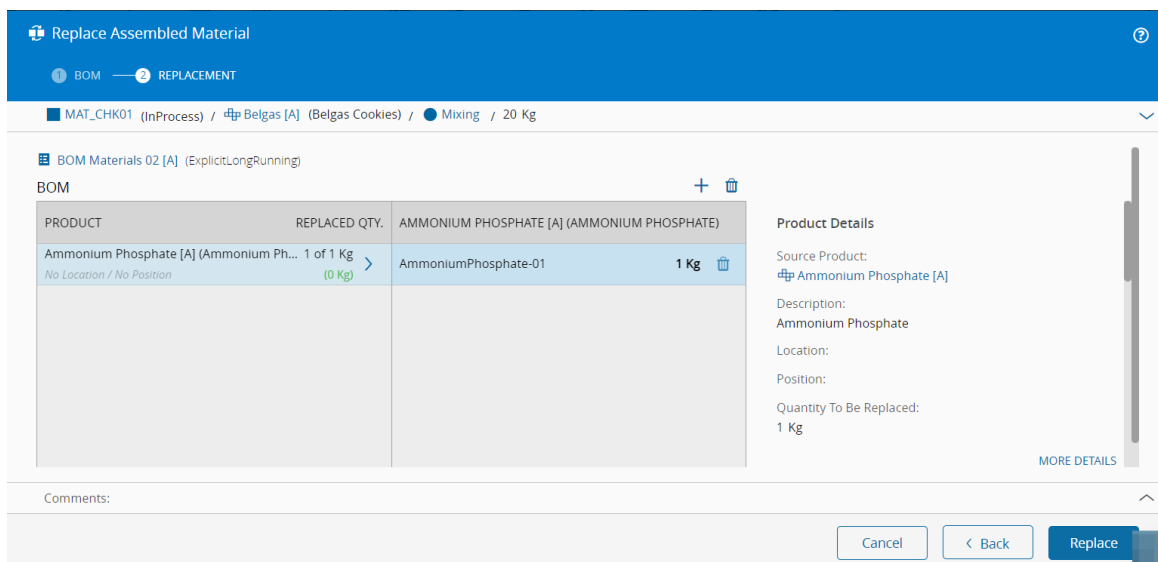 Replace Assembled Material
1 BOM 2 REPLACEMENT
MAT_CHK01 (InProcess) / Belgas [A] (Belgas Cookies) / Mixing / 20 Kg
BOM Materials 02 [A] (ExplicitLongRunning)
BOM
PRODUCT REPLACED QTY. AMMONIUM PHOSPHATE [A] (AMMONIUM PHOSPHATE)
Ammonium Phosphate [A] (Ammonium Ph... 1 of 1 Kg
No Location / No Position (0 Kg)
AmmoniumPhosphate-01 1 Kg
Product Details
Source Product:
Ammonium Phosphate [A]
Description:
Ammonium Phosphate
Location:
Position:
Quantity To Be Replaced:
1 Kg
MORE DETAILS
Comments:
Cancel < Back Replace